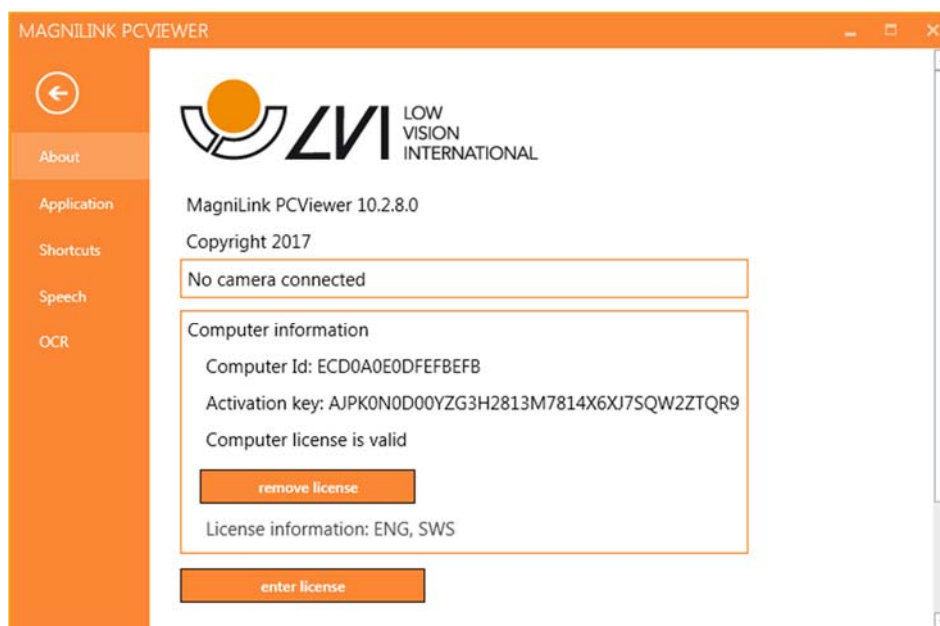 MAGNILINK PCVIEWER
About
Application
Shortcuts
Speech
OCR
LVI
LOW
VISION
INTERNATIONAL
MagniLink PCViewer 10.2.8.0
Copyright 2017
No camera connected
Computer information
Computer Id: ECD0A0E0DFEFBEFB
Activation key: AJPK0N0D00YZG3H2813M7814X6XJ7SQW2ZTQR9
Computer license is valid
remove license
License information: ENG, SWS
enter license